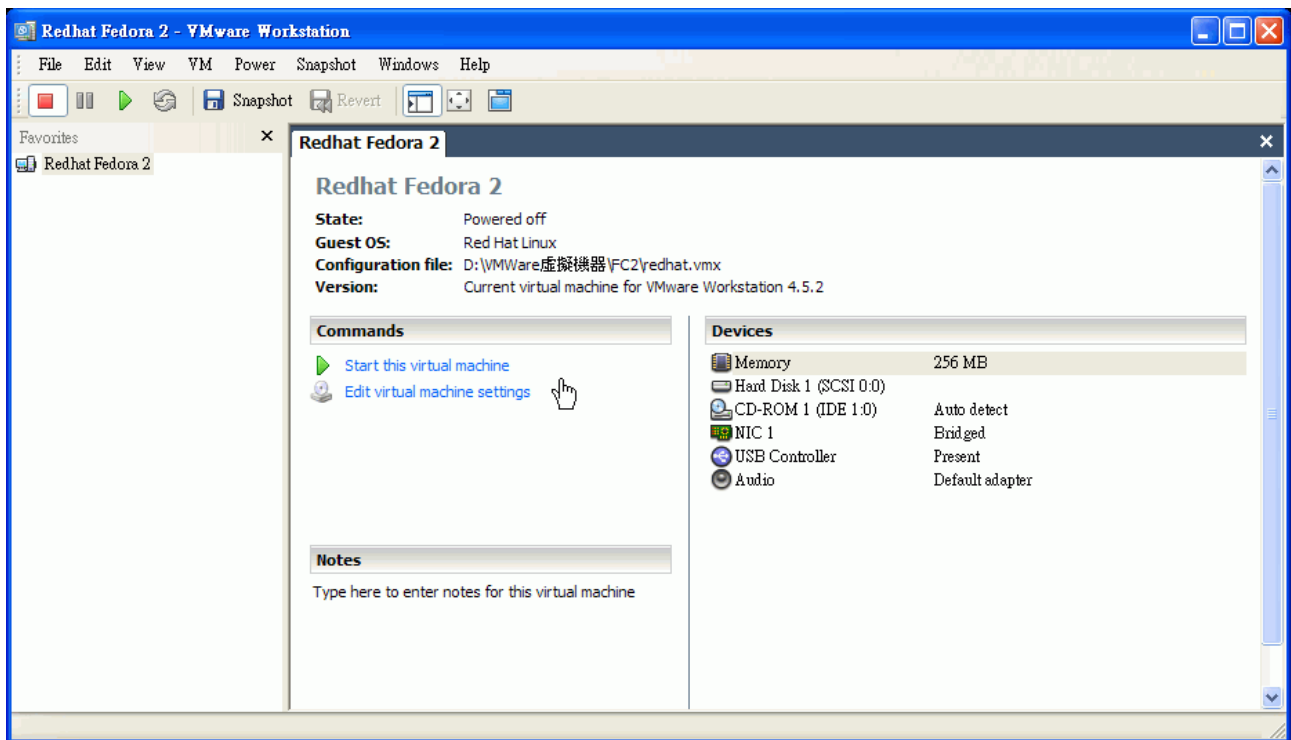 Redhat Fedora 2 - VMware Workstation
File Edit View VM Power Snapshot Windows Help
Snapshot Revert
Favorites
Redhat Fedora 2
Redhat Fedora 2
Redhat Fedora 2
State: Powered off
Guest OS: Red Hat Linux
Configuration file: D:\VMWare虛擬機器\FC2\redhat.vmx
Version: Current virtual machine for VMware Workstation 4.5.2
Commands
Start this virtual machine
Edit virtual machine settings
Notes
Type here to enter notes for this virtual machine
Devices
Memory 256 MB
Hard Disk 1 (SCSI 0:0)
CD-ROM 1 (IDE 1:0) Auto detect
NIC 1 Bridged
USB Controller Present
Audio Default adapter